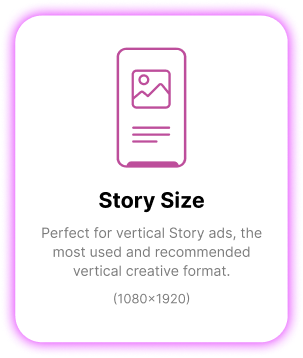 Story Size
Perfect for vertical Story ads, the
most used and recommended
vertical creative format.
(1080×1920)